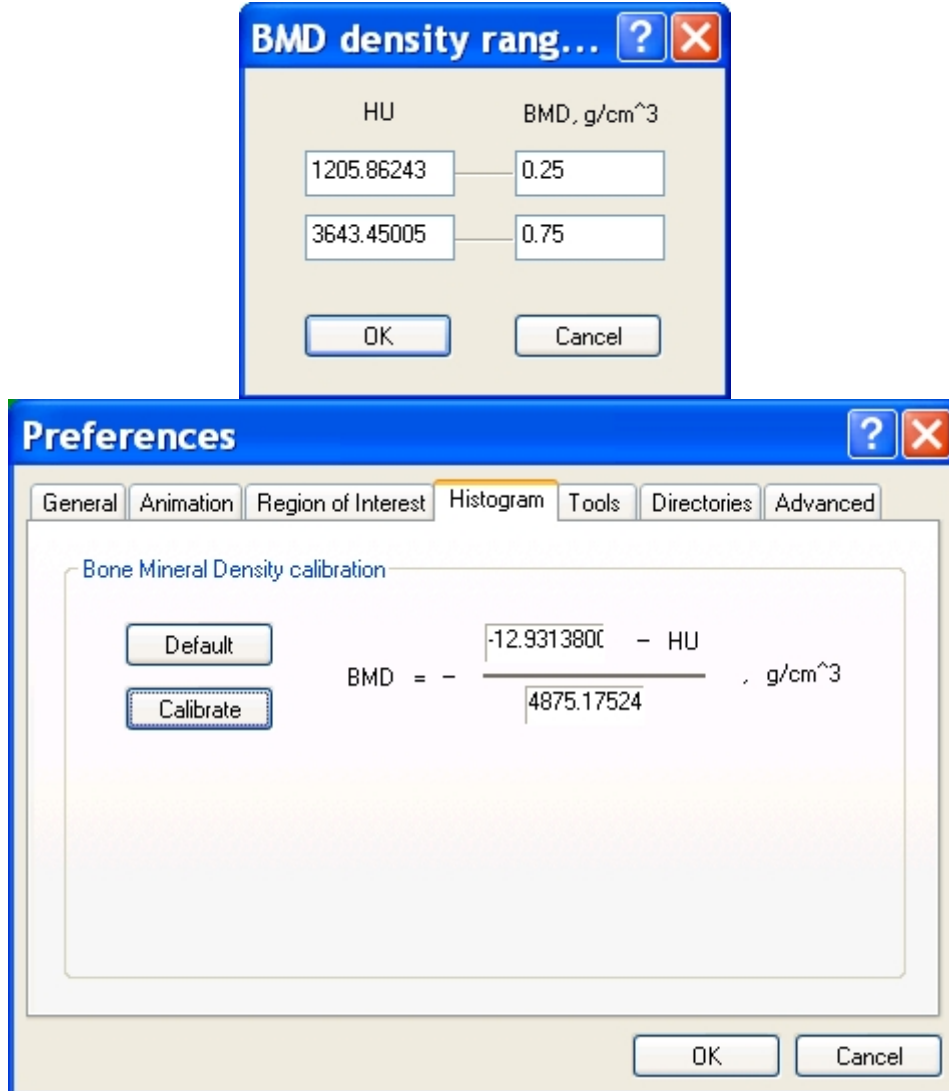 BMD density rang...
HU BMD, g/cm^3
1205.86243 0.25
3643.45005 0.75
OK Cancel
Preferences
General Animation Region of Interest Histogram Tools Directories Advanced
Bone Mineral Density calibration
Default
Calibrate
-12.9313800 – HU
BMD = – , g/cm^3
4875.17524
OK Cancel